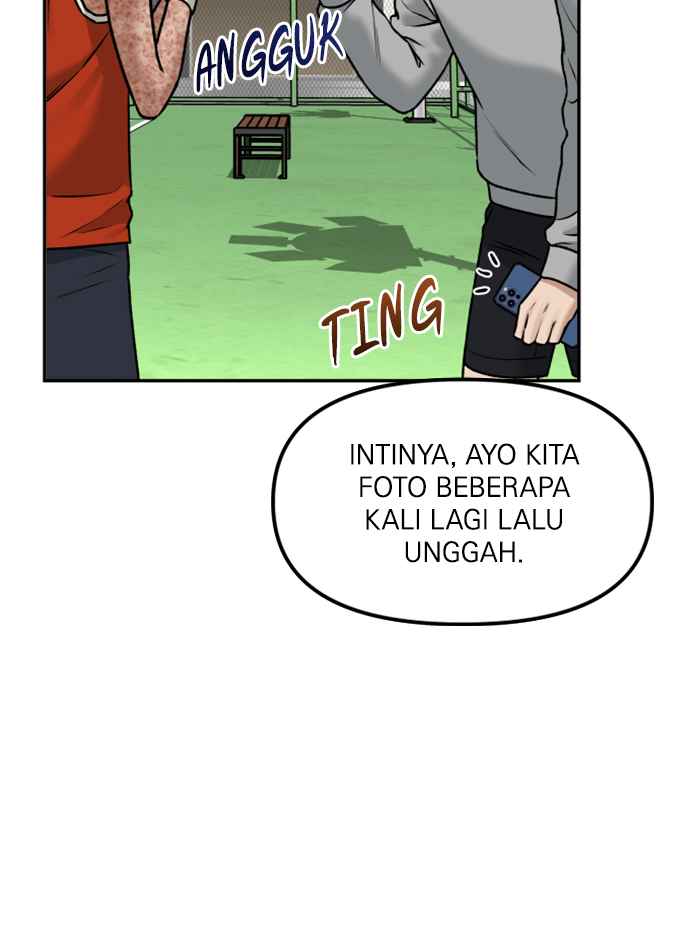 ANGGUK
TING
INTINYA, AYO KITA
FOTO BEBERAPA
KALI LAGI LALU
UNGGAH.